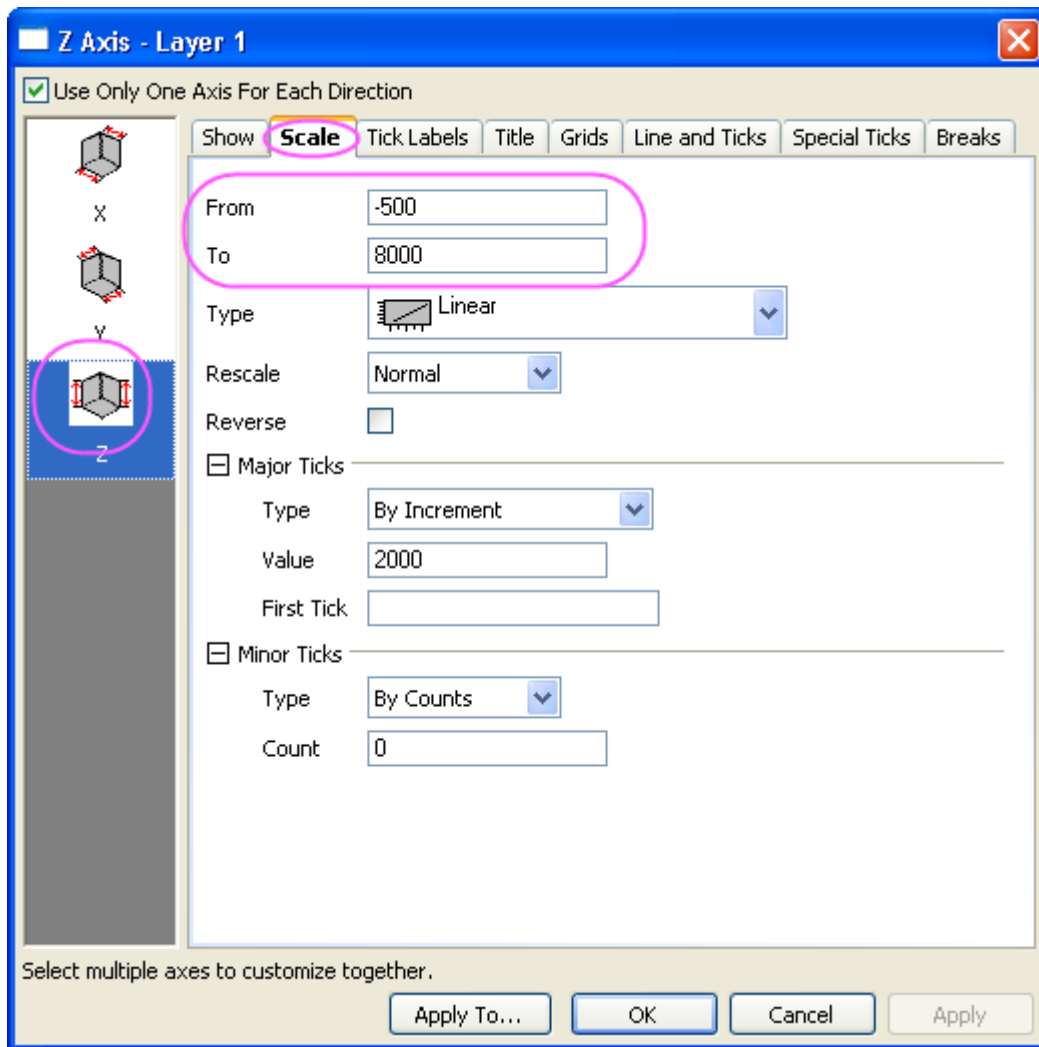 Z Axis - Layer 1
Use Only One Axis For Each Direction
X
Y
Z
Show Scale Tick Labels Title Grids Line and Ticks Special Ticks Breaks
From -500
To 8000
Type Linear
Rescale Normal
Reverse
Major Ticks
Type By Increment
Value 2000
First Tick
Minor Ticks
Type By Counts
Count 0
Select multiple axes to customize together.
Apply To... OK Cancel Apply